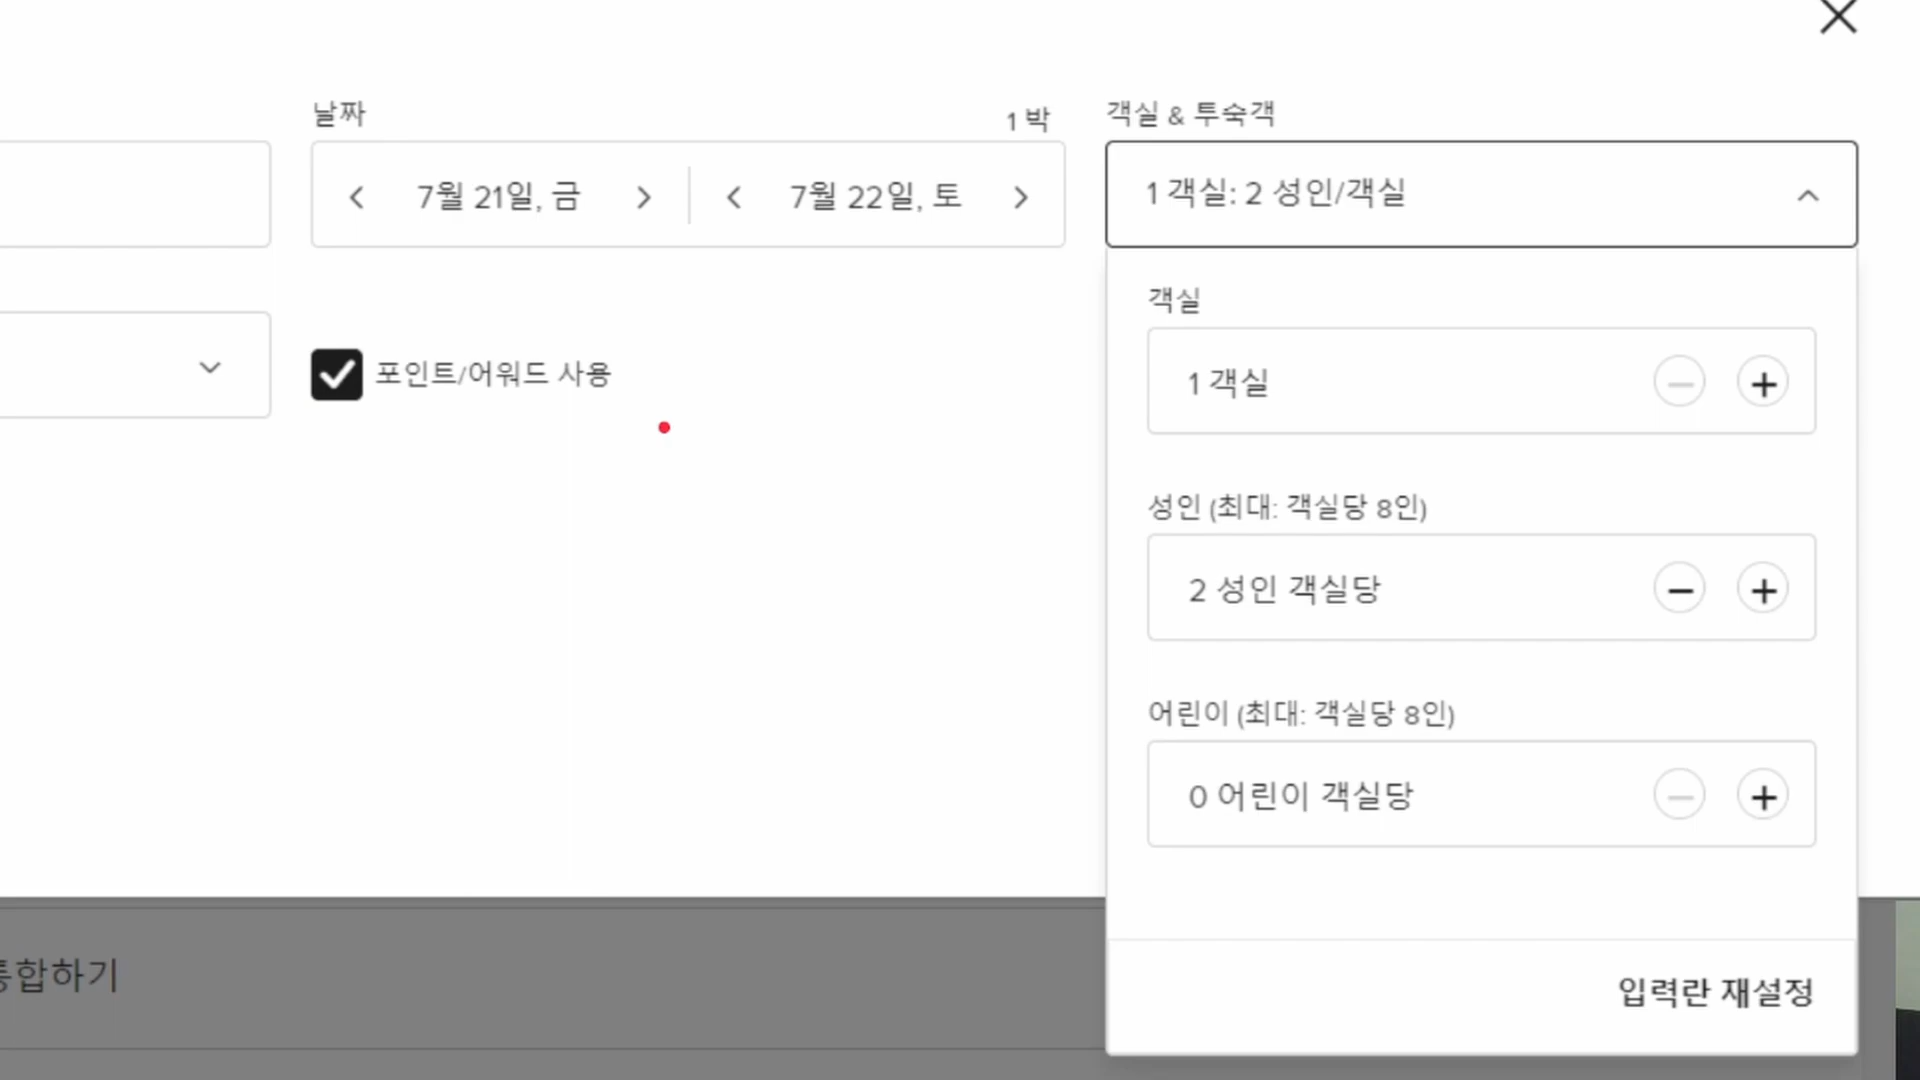 날짜
1 박
객실 & 투숙객
7월 21일, 금
7월 22일, 토
1 객실: 2 성인/객실
포인트/어워드 사용
객실
1 객실
성인 (최대: 객실당 8인)
2 성인 객실당
어린이 (최대: 객실당 8인)
0 어린이 객실당
통합하기
입력란 재설정